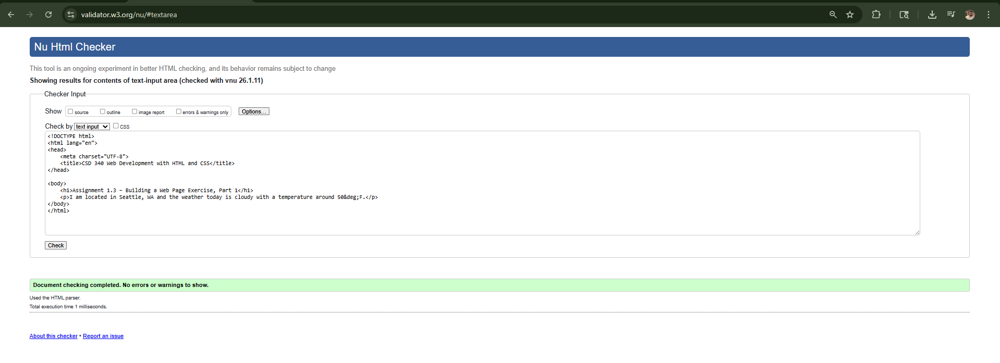 validator.w3.org/nu/#textarea
Nu Html Checker
This tool is an ongoing experiment in better HTML checking, and its behavior remains subject to change
Showing results for contents of text-input area (checked with vnu 26.1.11)
Checker Input
Show source outline image report errors & warnings only Options...
Check by text input CSS
<!DOCTYPE html>
<html lang="en">
<head>
    <meta charset="UTF-8">
    <title>CSD 340 Web Development with HTML and CSS</title>
</head>

<body>
    <h1>Assignment 1.3 – Building a Web Page Exercise, Part 1</h1>
    <p>I am located in Seattle, WA and the weather today is cloudy with a temperature around 50&deg;F.</p>
</body>
</html>
Check
Document checking completed. No errors or warnings to show.
Used the HTML parser.
Total execution time 1 milliseconds.
About this checker • Report an issue